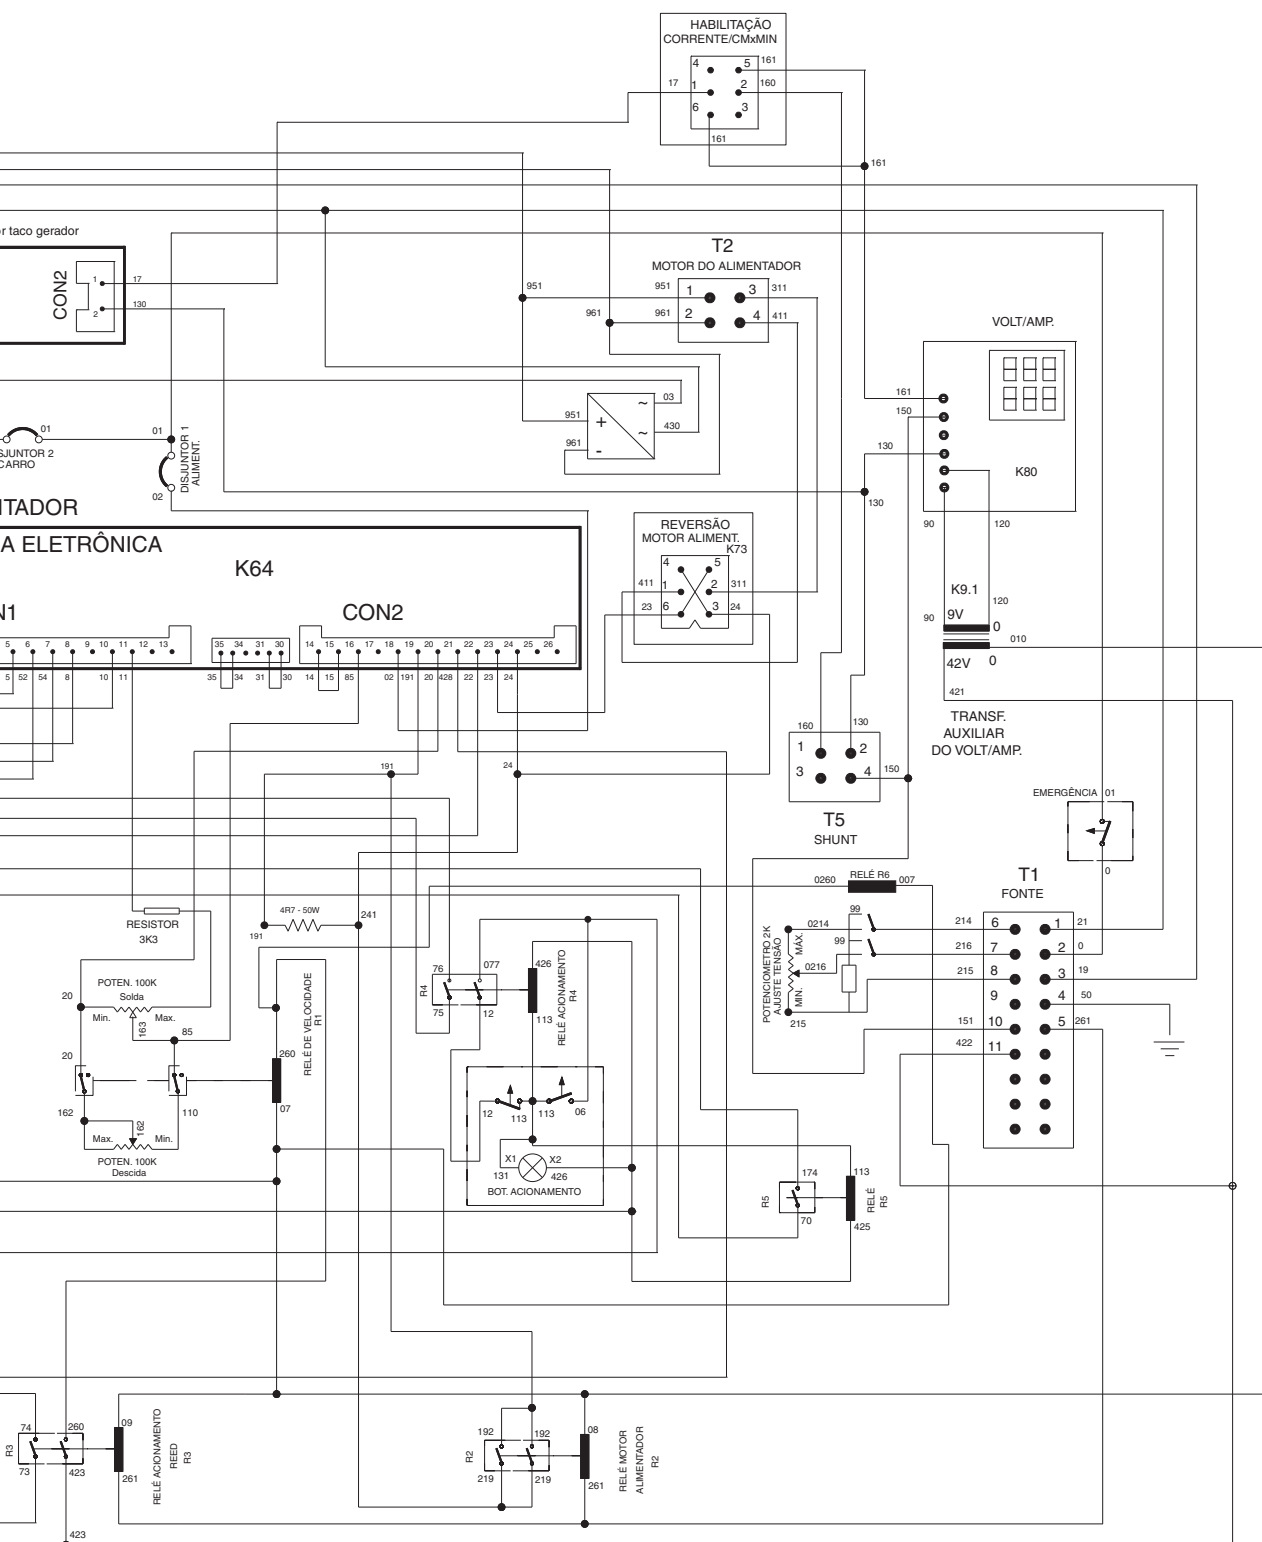 HABILITAÇÃO
CORRENTE/CMxMIN
4
5
161
17
1
2
160
6
3
161
161
r taco gerador
CON2
1
17
2
130
T2
MOTOR DO ALIMENTADOR
951
951
1
3
311
961
961
2
4
411
VOLT/AMP.
161
150
130
K80
130
90
120
03
~
951
+
~
430
961
-
01
01
SJUNTOR 2
CARRO
DISJUNTOR 1
ALIMENT.
02
NTADOR
A ELETRÔNICA
K64
N1
CON2
REVERSÃO
MOTOR ALIMENT.
K73
4
5
411
1
2
311
23
6
3
24
K9.1
120
90
9V
0
010
42V
0
421
TRANSF.
AUXILIAR
DO VOLT/AMP.
5 6 7 8 9 10 11 12 13
35 34 31 30
14 15 16 17 18 19 20 21 22 23 24 25 26
5 52 54 8 10 11
35 34 31 30
14 15 85 02 191 20 428 22 23 24
160
130
1
2
3
4
150
T5
SHUNT
191
24
EMERGÊNCIA
01
0
RELÉ R6
0260
007
T1
FONTE
RESISTOR
3K3
4R7 - 50W
241
191
99
0214
99
0216
POTENCIOMETRO 2K
AJUSTE TENSÃO
MÁX.
MIN.
215
214
6
1
21
216
7
2
0
215
8
3
19
9
4
50
151
10
5
261
422
11
POTEN. 100K
Solda
20
Min.
Max.
163
85
20
162
110
162
Max.
Min.
POTEN. 100K
Descida
RELÉ DE VELOCIDADE
R1
260
07
76
077
R4
75
12
426
113
RELÉ ACIONAMENTO
R4
12
113
113
06
X1
X2
131
426
BOT. ACIONAMENTO
174
R5
70
113
RELÉ
R5
425
74
260
R3
73
423
423
09
261
RELÉ ACIONAMENTO
REED
R3
192
192
R2
219
219
08
261
RELÉ MOTOR
ALIMENTADOR
R2